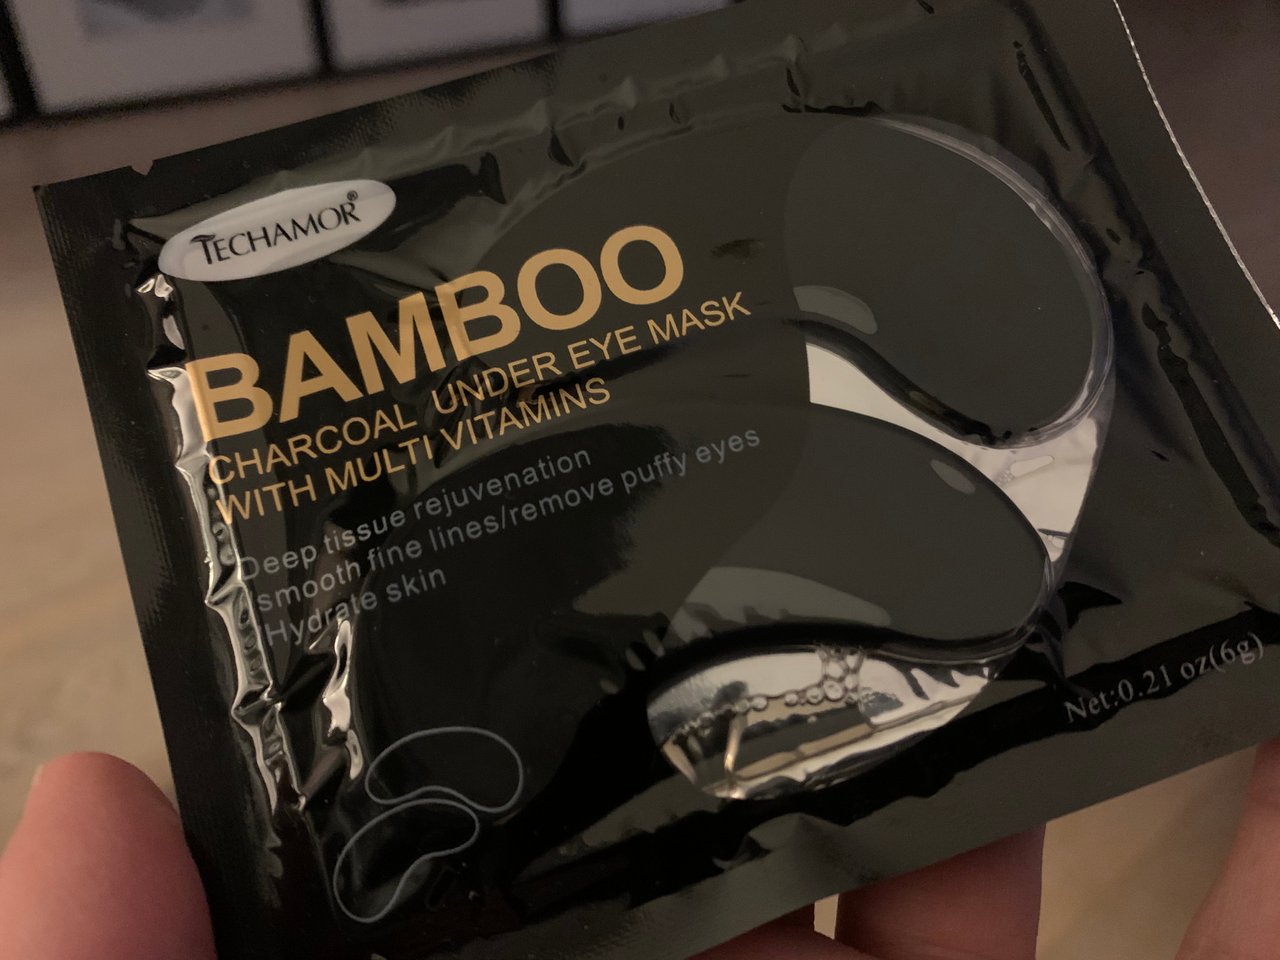 TECHAMOR®
BAMBOO
CHARCOAL UNDER EYE MASK
WITH MULTI VITAMINS
Deep tissue rejuvenation
smooth fine lines/remove puffy eyes
Hydrate skin
Net:0.21 oz(6g)